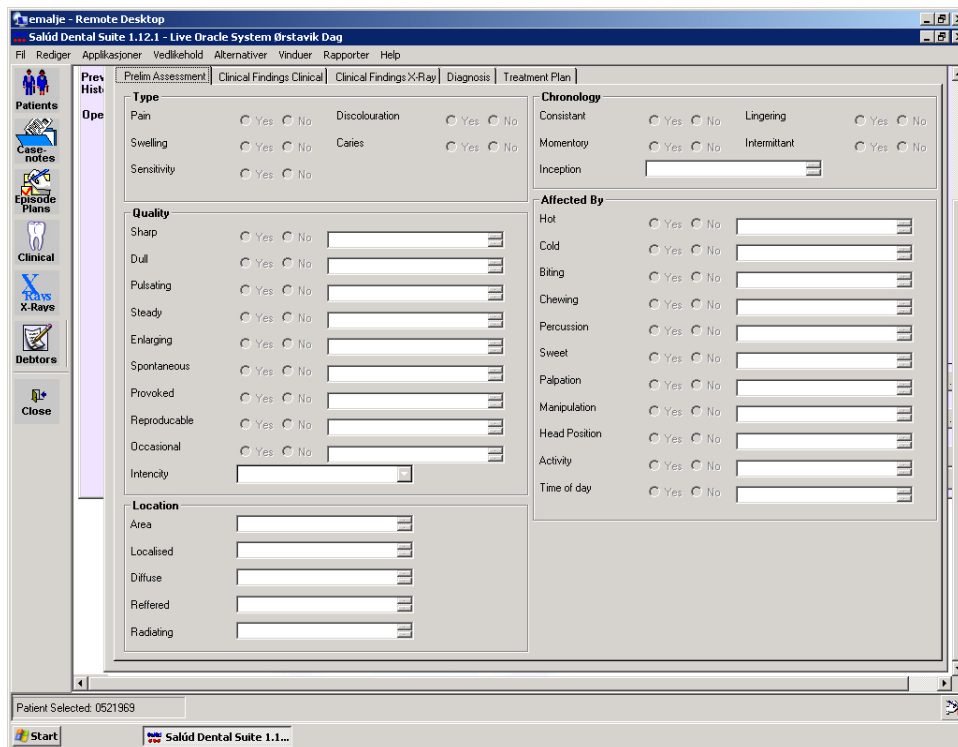 emalje - Remote Desktop
Salúd Dental Suite 1.12.1 - Live Oracle System Ørstavik Dag
Fil Rediger Applikasjoner Vedlikehold Alternativer Vinduer Rapporter Help
Patients
Case-
notes
Episode
Plans
Clinical
X
Rays
X-Rays
Debtors
Close
Prev
Hist
Ope
Prelim Assessment Clinical Findings Clinical Clinical Findings X-Ray Diagnosis Treatment Plan
Type
Pain Yes No Discolouration Yes No
Swelling Yes No Caries Yes No
Sensitivity Yes No
Quality
Sharp Yes No
Dull Yes No
Pulsating Yes No
Steady Yes No
Enlarging Yes No
Spontaneous Yes No
Provoked Yes No
Reproducable Yes No
Occasional Yes No
Intencity
Location
Area
Localised
Diffuse
Reffered
Radiating
Chronology
Consistant Yes No Lingering Yes No
Momentory Yes No Intermittant Yes No
Inception
Affected By
Hot Yes No
Cold Yes No
Biting Yes No
Chewing Yes No
Percussion Yes No
Sweet Yes No
Palpation Yes No
Manipulation Yes No
Head Position Yes No
Activity Yes No
Time of day Yes No
Patient Selected: 0521969
Start Salúd Dental Suite 1.1...